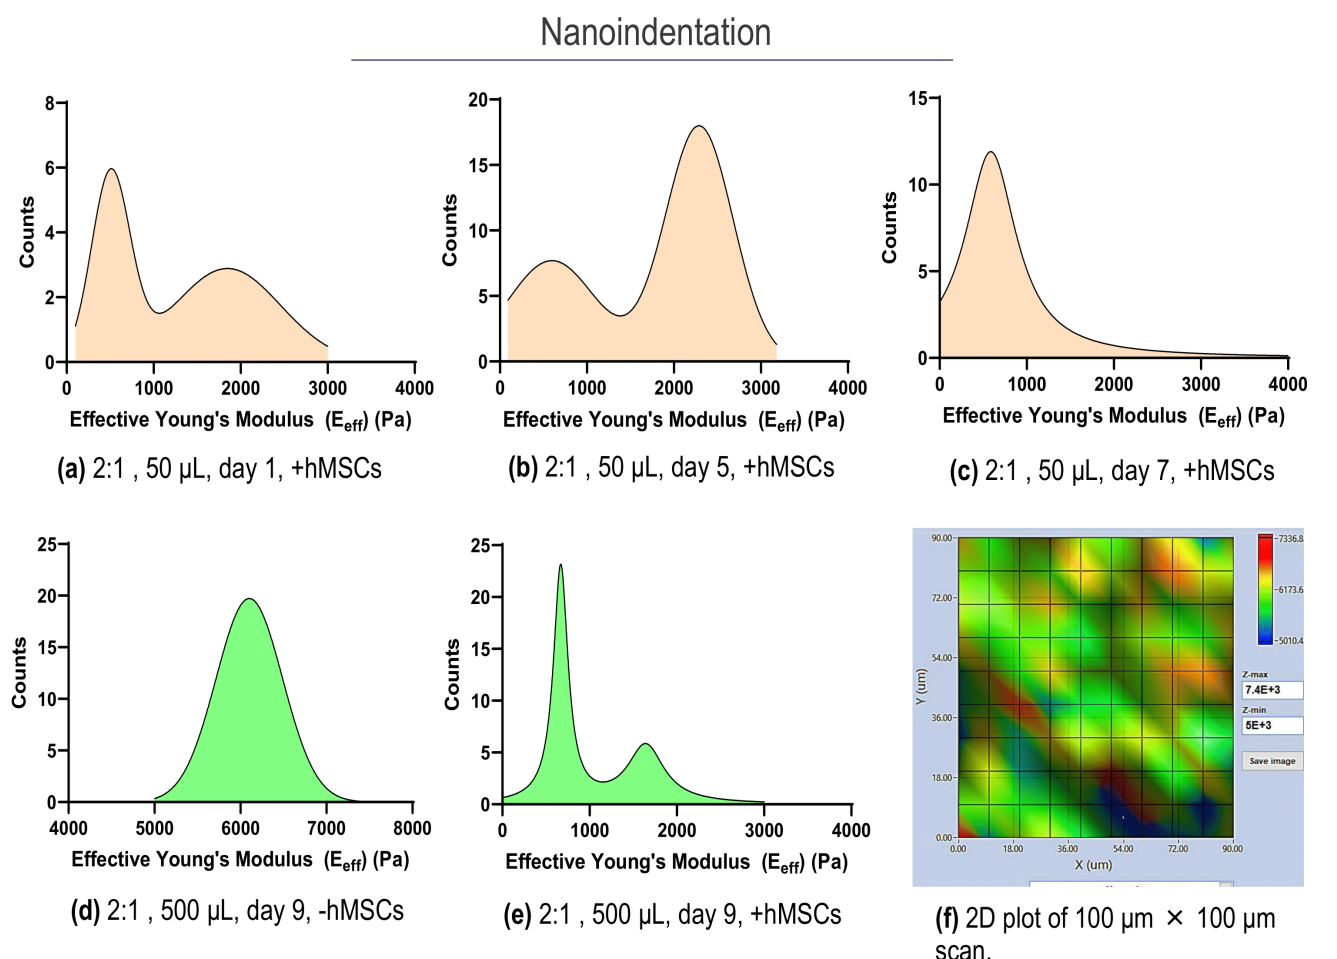 Nanoindentation
8
6
4
2
0
Counts
0 1000 2000 3000 4000
Effective Young's Modulus (Eeff) (Pa)
(a) 2:1 , 50 µL, day 1, +hMSCs
20
15
10
5
0
Counts
0 1000 2000 3000 4000
Effective Young's Modulus (Eeff) (Pa)
(b) 2:1 , 50 µL, day 5, +hMSCs
15
10
5
0
Counts
0 1000 2000 3000 4000
Effective Young's Modulus (Eeff) (Pa)
(c) 2:1 , 50 µL, day 7, +hMSCs
25
20
15
10
5
0
Counts
4000 5000 6000 7000 8000
Effective Young's Modulus (Eeff) (Pa)
(d) 2:1 , 500 µL, day 9, -hMSCs
25
20
15
10
5
0
Counts
0 1000 2000 3000 4000
Effective Young's Modulus (Eeff) (Pa)
(e) 2:1 , 500 µL, day 9, +hMSCs
90.00
72.00
54.00
36.00
18.00
0.00
Y (um)
0.00 18.00 36.00 54.00 72.00 90.00
X (um)
7336.8
6173.6
5010.4
Z-max
7.4E+3
Z-min
5E+3
Save image
(f) 2D plot of 100 µm × 100 µm
scan.